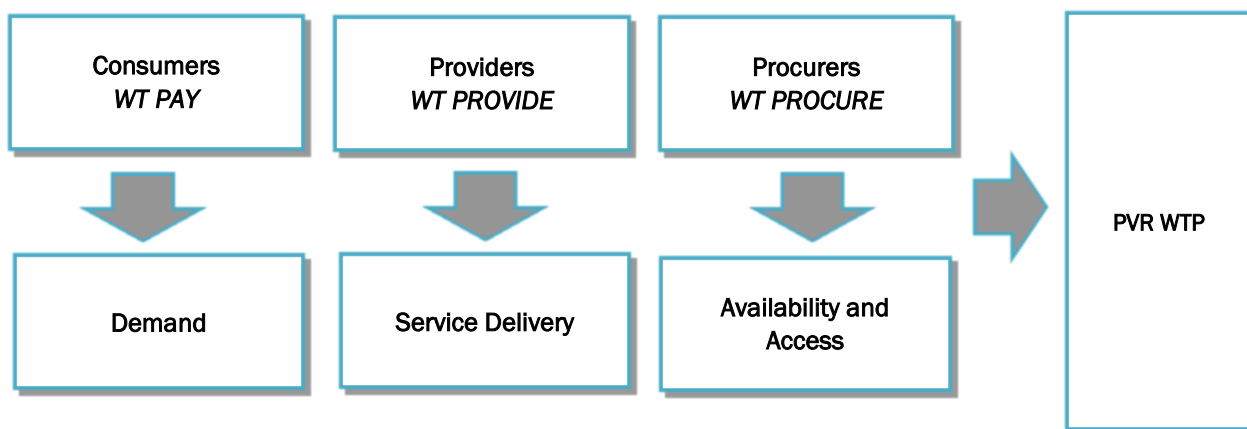 Consumers
WT PAY
Providers
WT PROVIDE
Procurers
WT PROCURE
PVR WTP
Demand
Service Delivery
Availability and
Access